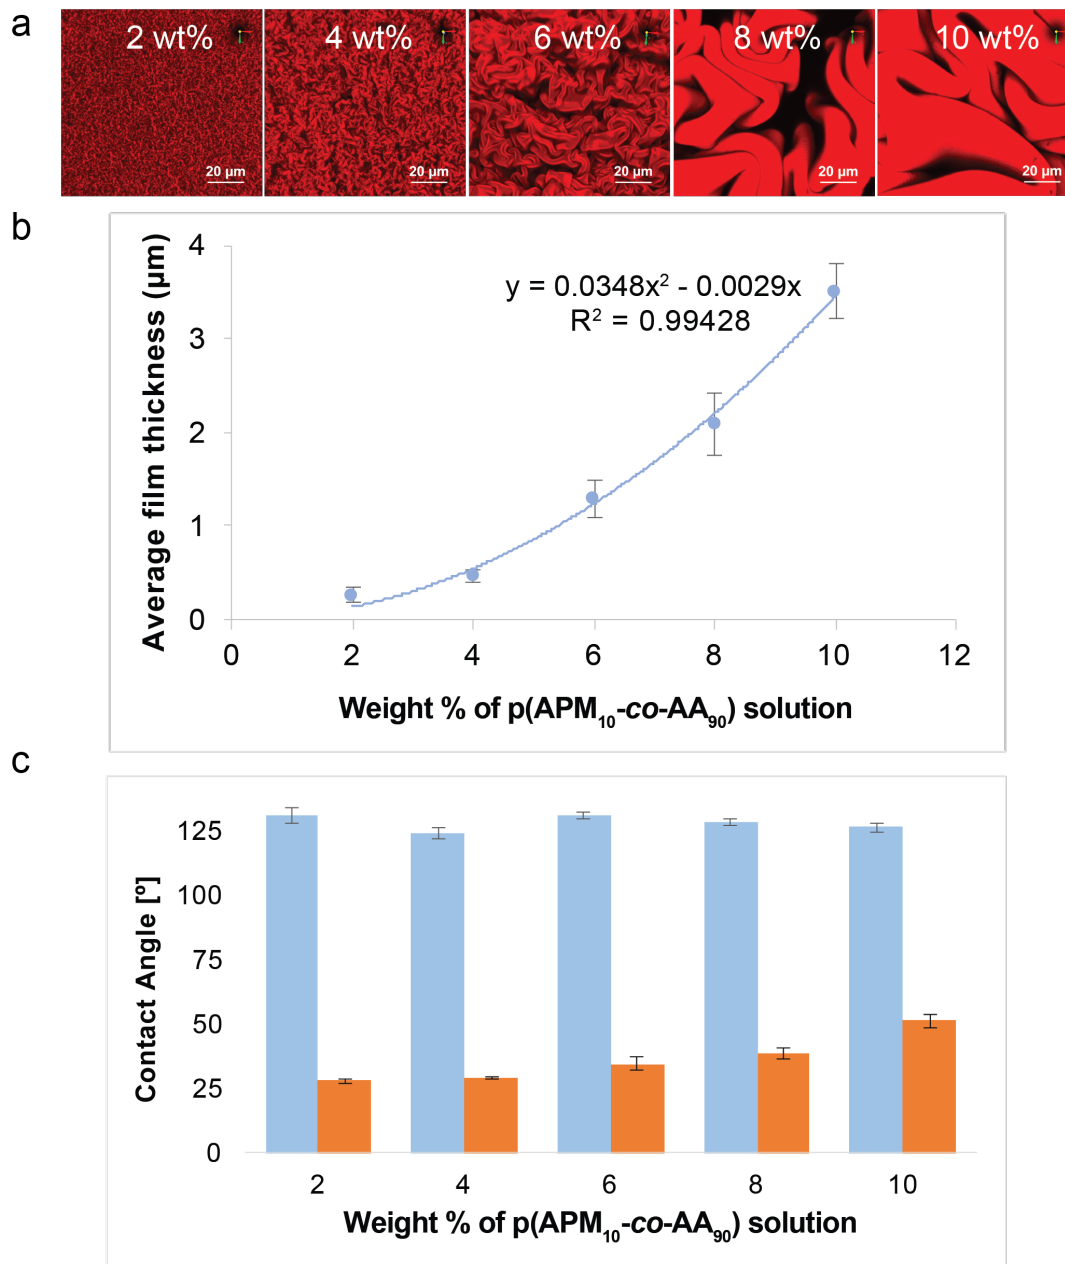 a
2 wt% 4 wt% 6 wt% 8 wt% 10 wt%
20 µm 20 µm 20 µm 20 µm 20 µm
b
Average film thickness (µm)
4
3
2
1
0
y = 0.0348x² - 0.0029x
R² = 0.99428
0 2 4 6 8 10 12
Weight % of p(APM₁₀-co-AA₉₀) solution
c
Contact Angle [º]
125
100
75
50
25
0
2 4 6 8 10
Weight % of p(APM₁₀-co-AA₉₀) solution